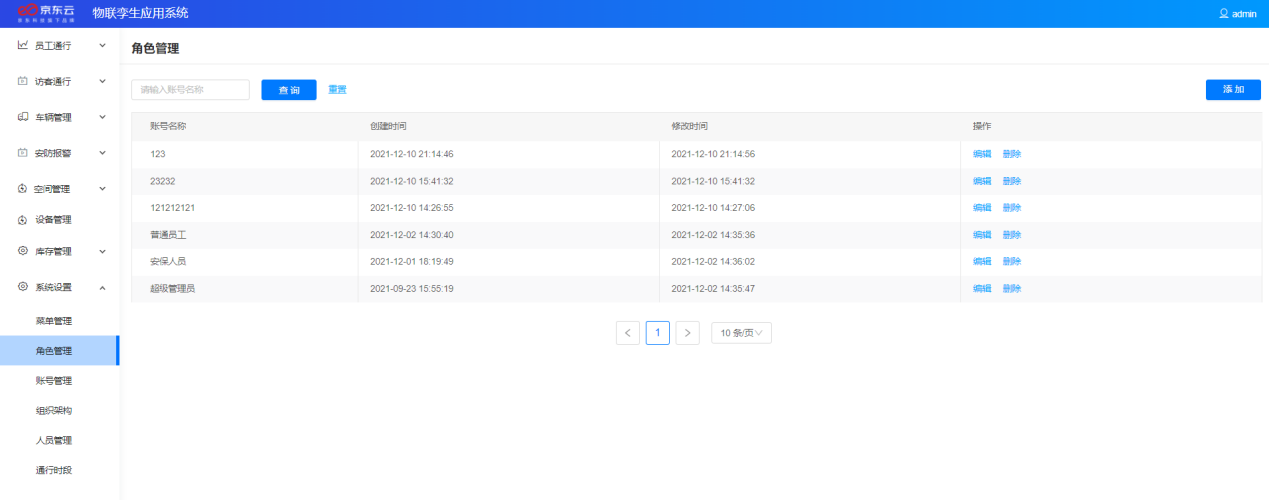 京东云
京东科技旗下品牌
物联孪生应用系统
admin
员工通行
访客通行
车辆管理
安防报警
空间管理
设备管理
库存管理
系统设置
菜单管理
角色管理
账号管理
组织架构
人员管理
通行时段
角色管理
请输入账号名称 查询 重置 添加
账号名称 创建时间 修改时间 操作
123 2021-12-10 21:14:46 2021-12-10 21:14:56 编辑 删除
23232 2021-12-10 15:41:32 2021-12-10 15:41:32 编辑 删除
121212121 2021-12-10 14:26:55 2021-12-10 14:27:06 编辑 删除
普通员工 2021-12-02 14:30:40 2021-12-02 14:35:36 编辑 删除
安保人员 2021-12-01 18:19:49 2021-12-02 14:36:02 编辑 删除
超级管理员 2021-09-23 15:55:19 2021-12-02 14:35:47 编辑 删除
< 1 > 10 条/页